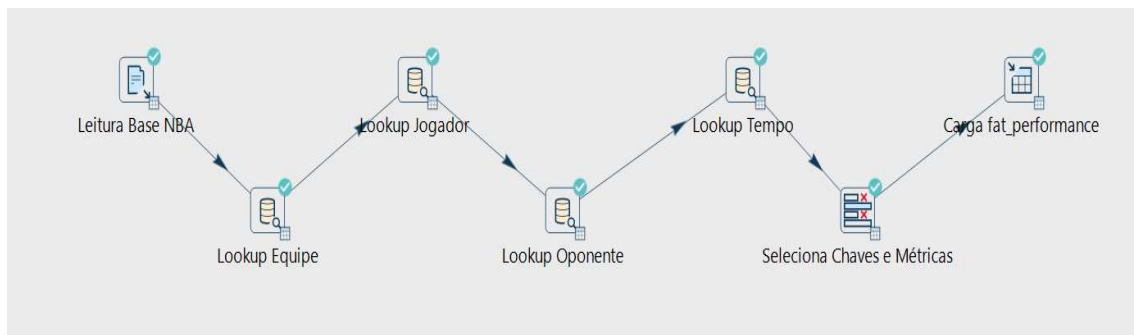 Leitura Base NBA
Lookup Equipe
Lookup Jogador
Lookup Oponente
Lookup Tempo
Seleciona Chaves e Métricas
Carga fat_performance